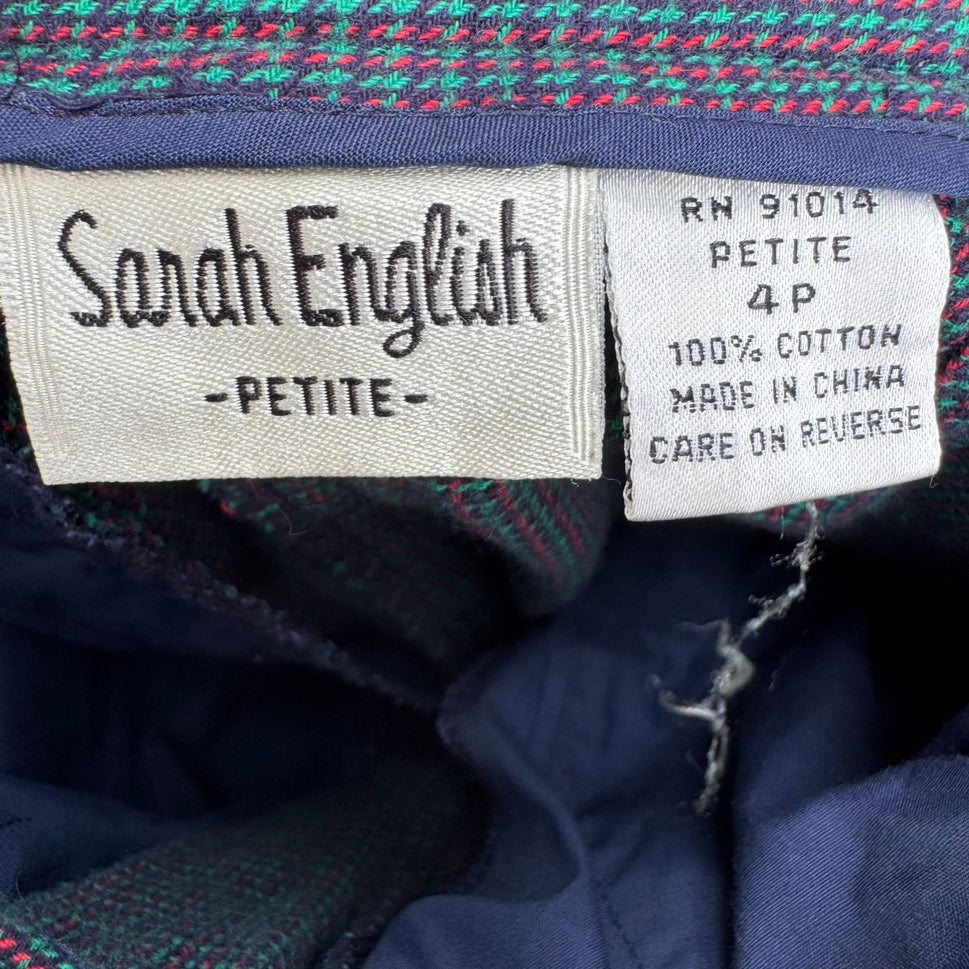 Sarah English
-PETITE-
RN 91014
PETITE
4P
100% COTTON
MADE IN CHINA
CARE ON REVERSE